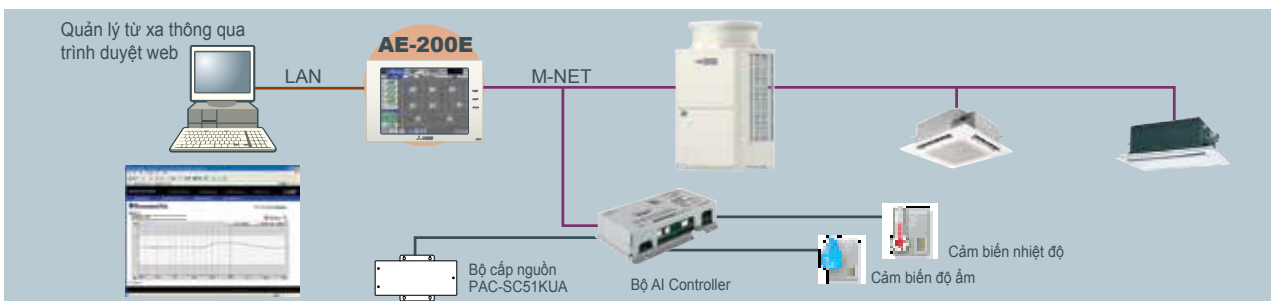 Quản lý từ xa thông qua
trình duyệt web
AE-200E
LAN
M-NET
Bộ cấp nguồn
PAC-SC51KUA
Bộ AI Controller
Cảm biến nhiệt độ
Cảm biến độ ẩm